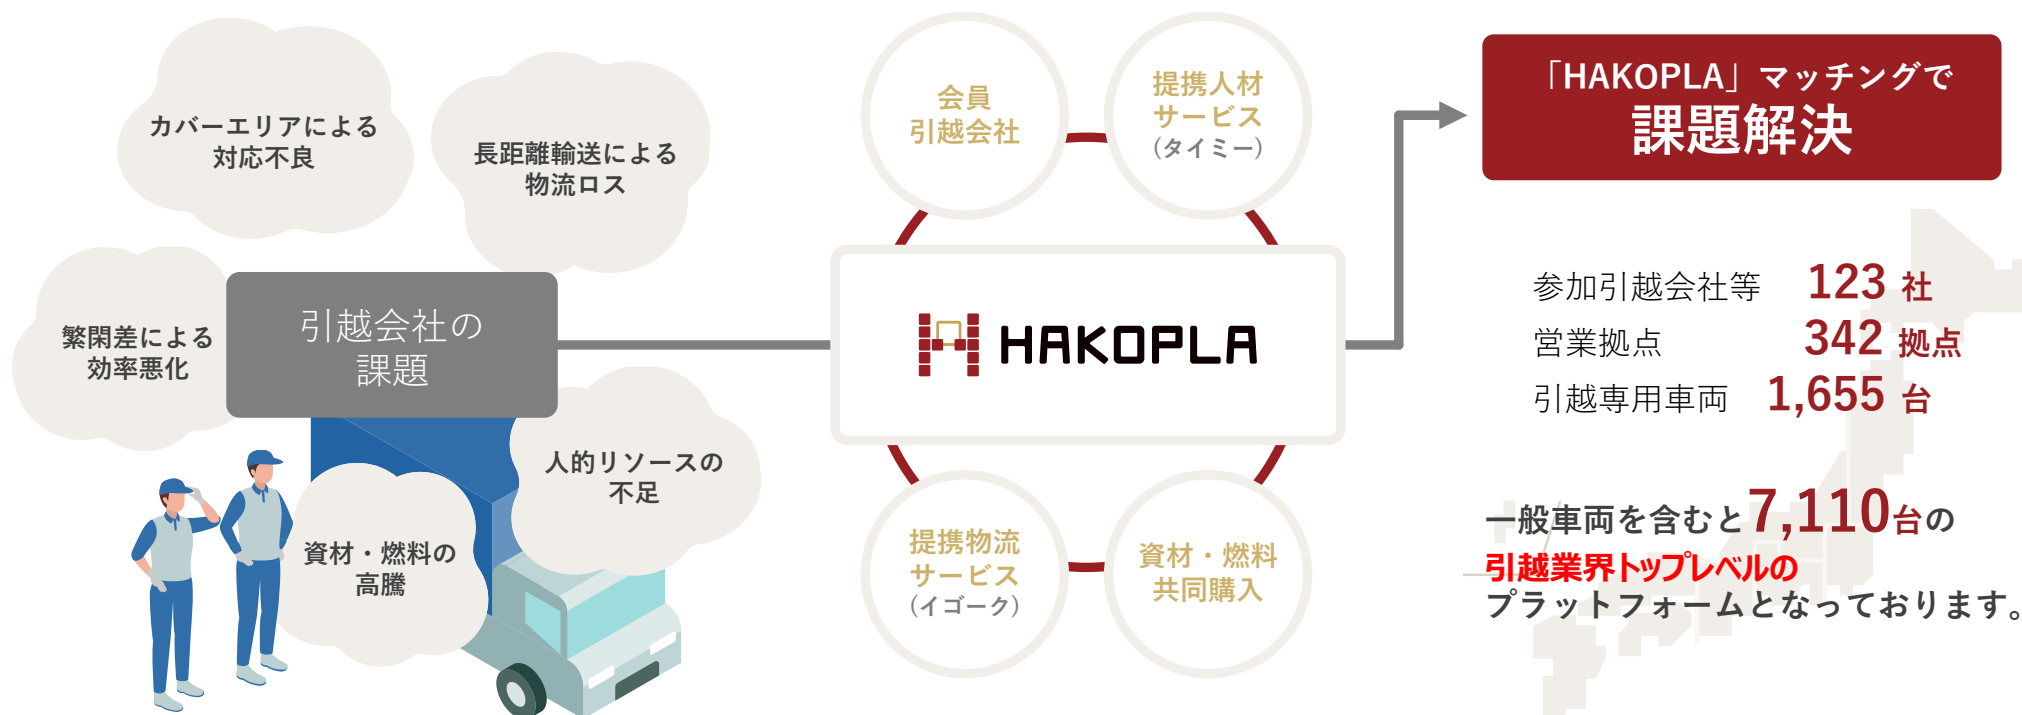 カバーエリアによる
対応不良
長距離輸送による
物流ロス
繁閑差による
効率悪化
引越会社の
課題
人的リソースの
不足
資材・燃料の
高騰
会員
引越会社
提携人材
サービス
(タイミー)
HAKOPLA
提携物流
サービス
(イゴーク)
資材・燃料
共同購入
「HAKOPLA」マッチングで
課題解決
参加引越会社等 123 社
営業拠点 342 拠点
引越専用車両 1,655 台
一般車両を含むと7,110台の
引越業界トップレベルの
プラットフォームとなっております。